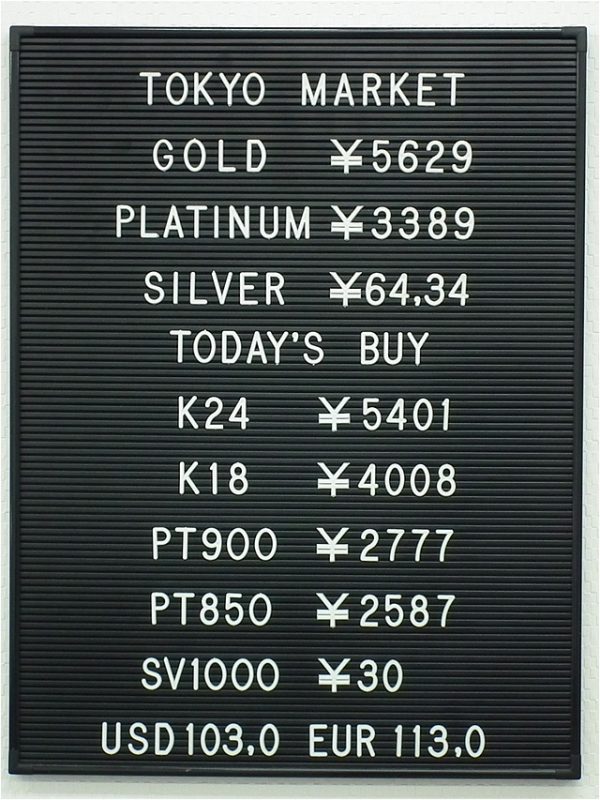 TOKYO MARKET
GOLD ¥5629
PLATINUM ¥3389
SILVER ¥64,34
TODAY'S BUY
K24 ¥5401
K18 ¥4008
PT900 ¥2777
PT850 ¥2587
SV1000 ¥30
USD103,0 EUR 113,0